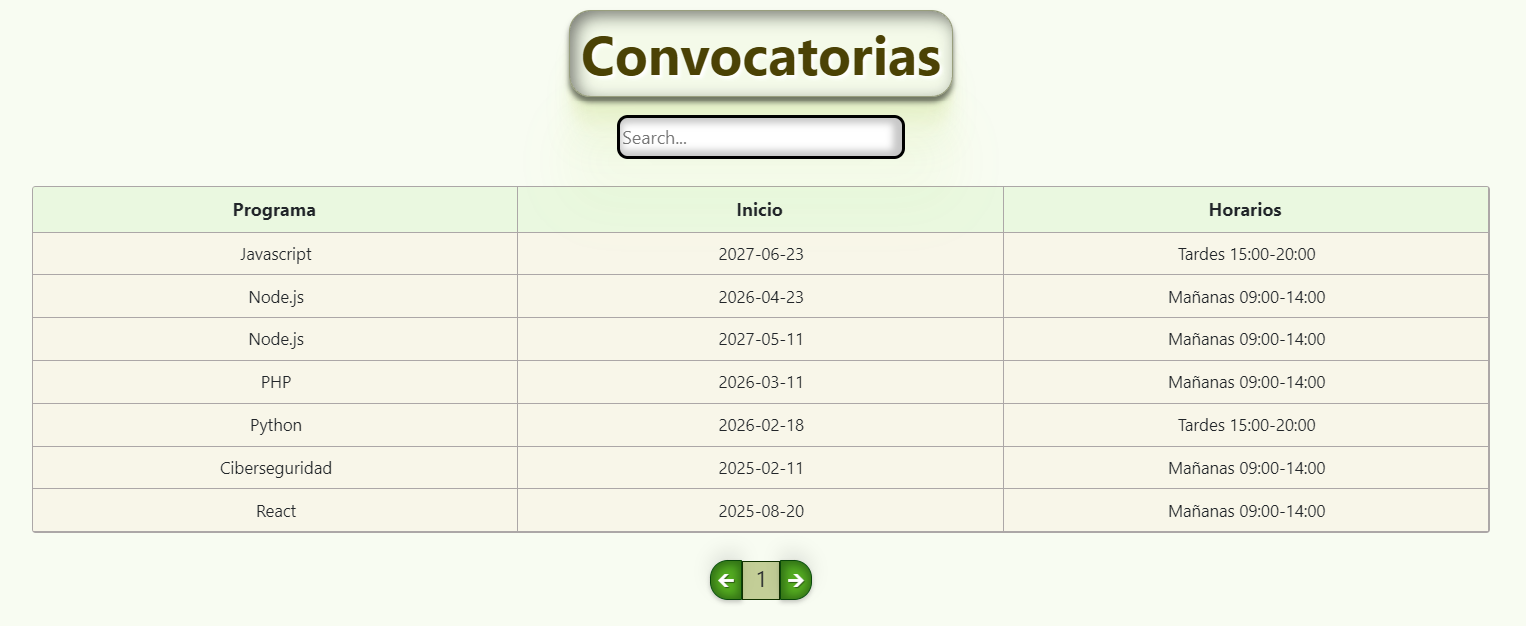 Convocatorias
Search...
Programa Inicio Horarios
Javascript 2027-06-23 Tardes 15:00-20:00
Node.js 2026-04-23 Mañanas 09:00-14:00
Node.js 2027-05-11 Mañanas 09:00-14:00
PHP 2026-03-11 Mañanas 09:00-14:00
Python 2026-02-18 Tardes 15:00-20:00
Ciberseguridad 2025-02-11 Mañanas 09:00-14:00
React 2025-08-20 Mañanas 09:00-14:00
1